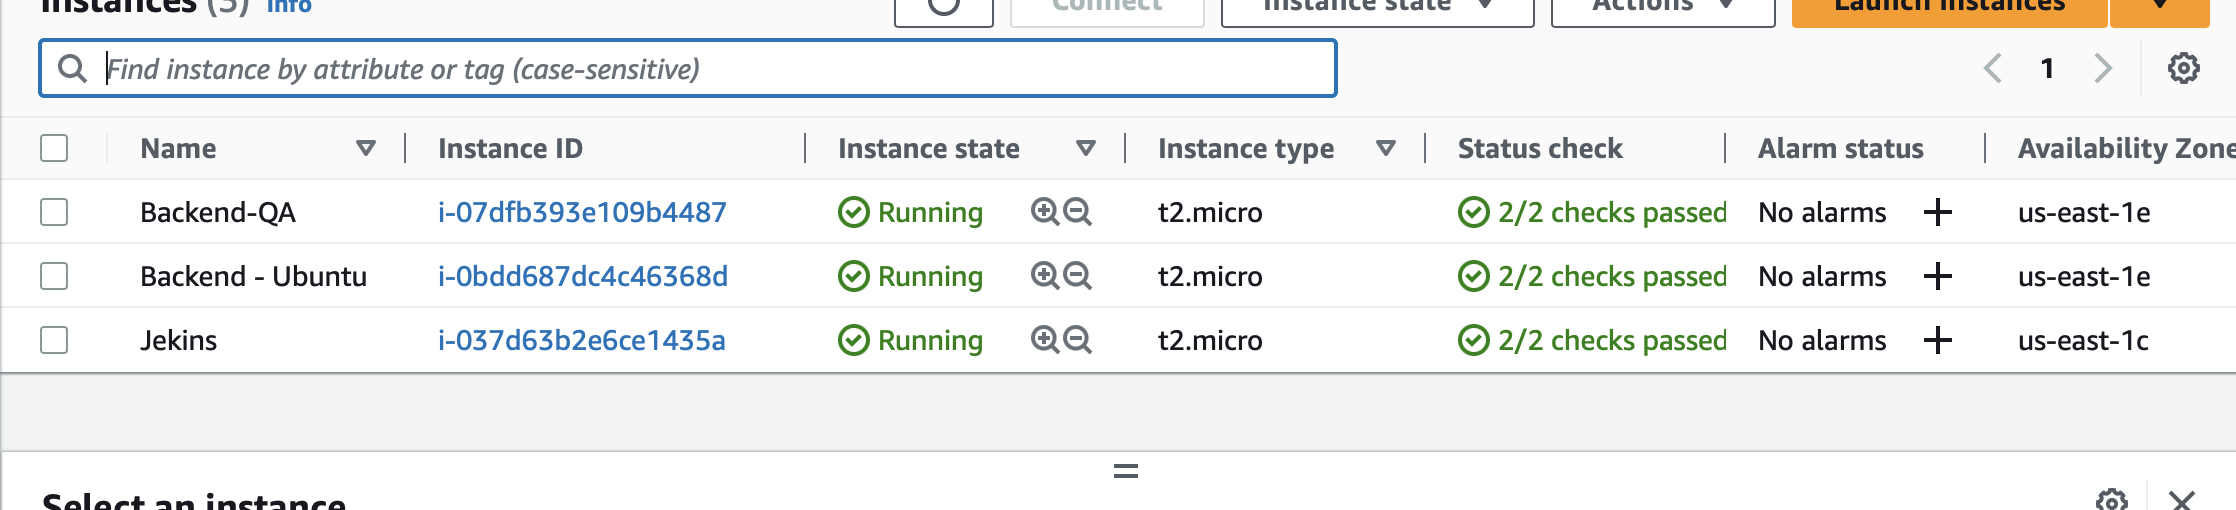 Instances (3) Info
Connect Instance state Actions Launch instances
Find instance by attribute or tag (case-sensitive) 1
Name Instance ID Instance state Instance type Status check Alarm status Availability Zone
Backend-QA i-07dfb393e109b4487 Running t2.micro 2/2 checks passed No alarms us-east-1e
Backend - Ubuntu i-0bdd687dc4c46368d Running t2.micro 2/2 checks passed No alarms us-east-1e
Jekins i-037d63b2e6ce1435a Running t2.micro 2/2 checks passed No alarms us-east-1c
Select an instance